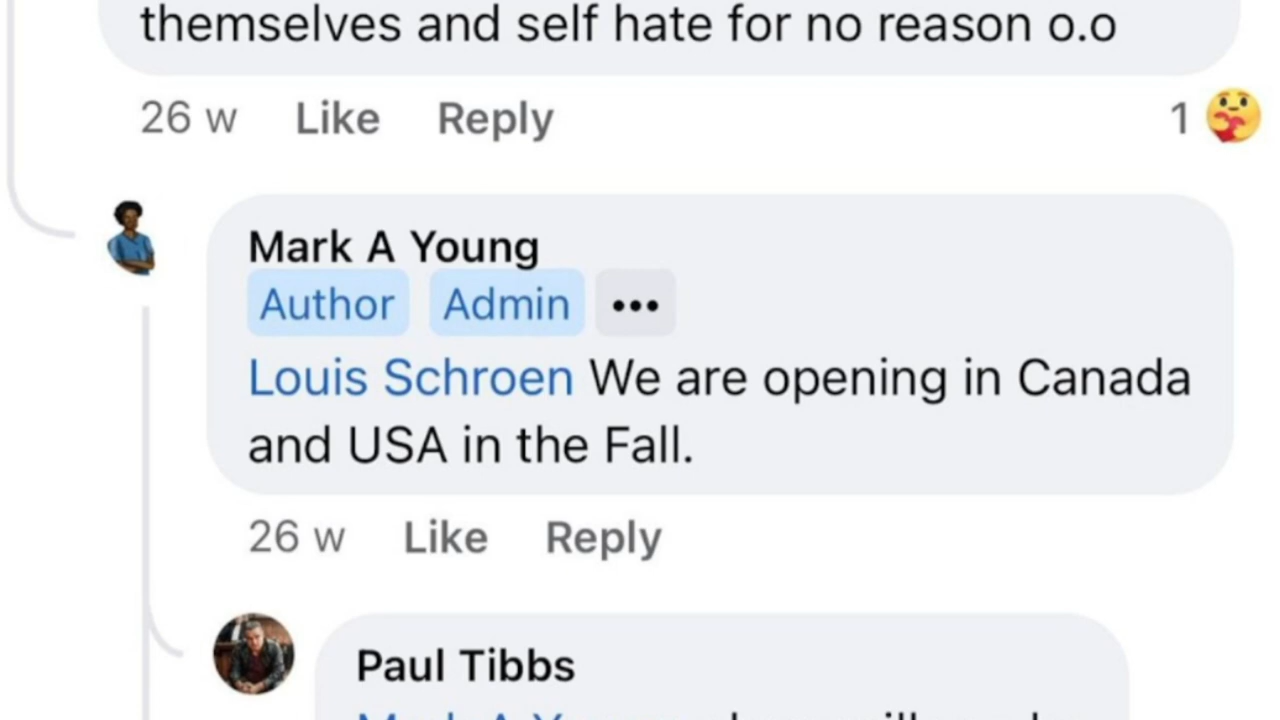 themselves and self hate for no reason o.o
26 w Like Reply 1
Mark A Young
Author Admin •••
Louis Schroen We are opening in Canada
and USA in the Fall.
26 w Like Reply
Paul Tibbs